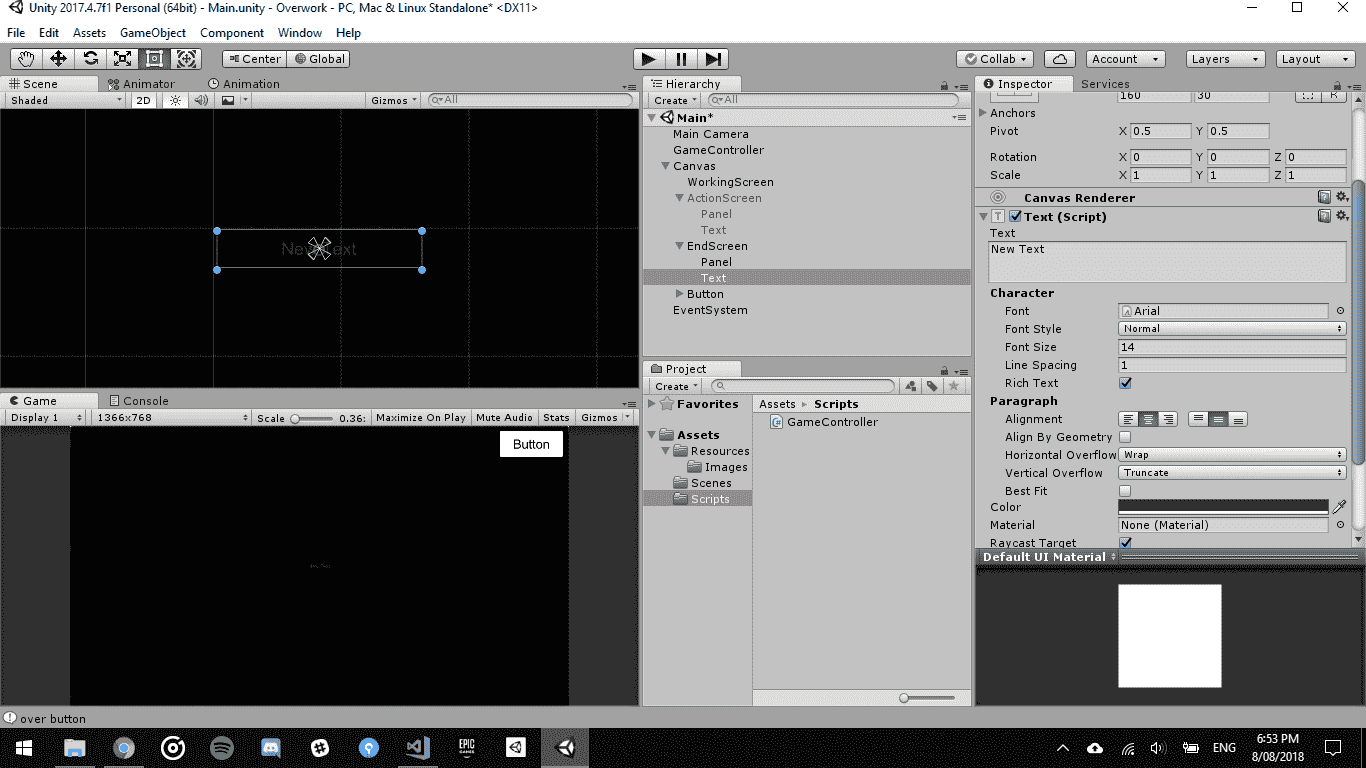 Unity 2017.4.7f1 Personal (64bit) - Main.unity - Overwork - PC, Mac & Linux Standalone* <DX11>
File Edit Assets GameObject Component Window Help
Center Global Collab Account Layers Layout
Scene Animator Animation
Shaded 2D Gizmos All
New Text
Game Console
Display 1 1366x768 Scale 0.36: Maximize On Play Mute Audio Stats Gizmos
Button
Hierarchy
Create All
Main*
Main Camera
GameController
Canvas
WorkingScreen
ActionScreen
Panel
Text
EndScreen
Panel
Text
Button
EventSystem
Project
Create
Favorites
Assets
Resources
Images
Scenes
Scripts
Assets ▸ Scripts
GameController
Inspector Services
160 30 R
Anchors
Pivot X 0.5 Y 0.5
Rotation X 0 Y 0 Z 0
Scale X 1 Y 1 Z 1
Canvas Renderer
Text (Script)
Text
New Text
Character
Font Arial
Font Style Normal
Font Size 14
Line Spacing 1
Rich Text
Paragraph
Alignment
Align By Geometry
Horizontal Overflow Wrap
Vertical Overflow Truncate
Best Fit
Color
Material None (Material)
Raycast Target
Default UI Material
over button
EPIC GAMES
ENG
6:53 PM
8/08/2018